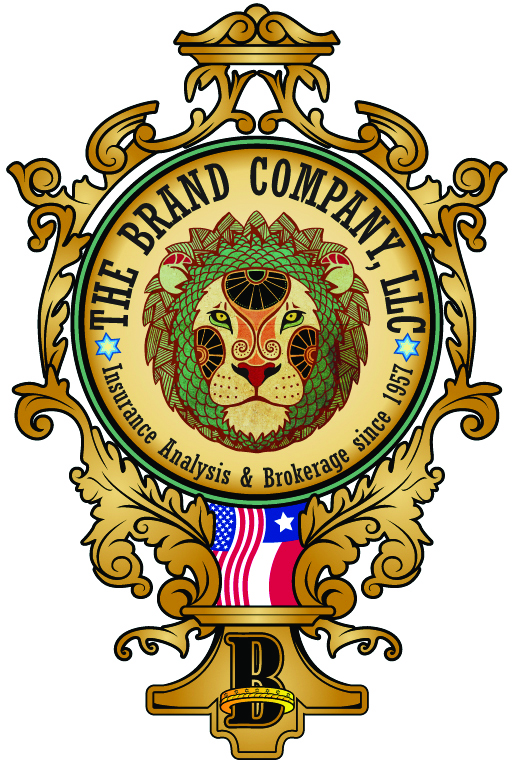 THE BRAND COMPANY, LLC
Insurance Analysis & Brokerage since 1957
B